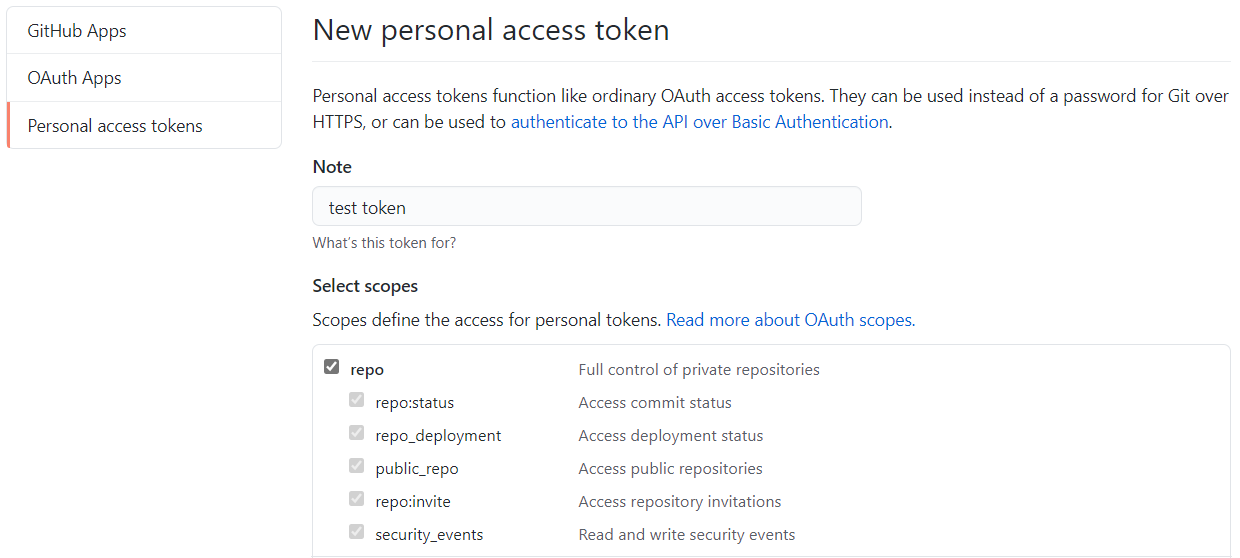 GitHub Apps
OAuth Apps
Personal access tokens
New personal access token
Personal access tokens function like ordinary OAuth access tokens. They can be used instead of a password for Git over
HTTPS, or can be used to authenticate to the API over Basic Authentication.
Note
test token
What's this token for?
Select scopes
Scopes define the access for personal tokens. Read more about OAuth scopes.
repo Full control of private repositories
repo:status Access commit status
repo_deployment Access deployment status
public_repo Access public repositories
repo:invite Access repository invitations
security_events Read and write security events